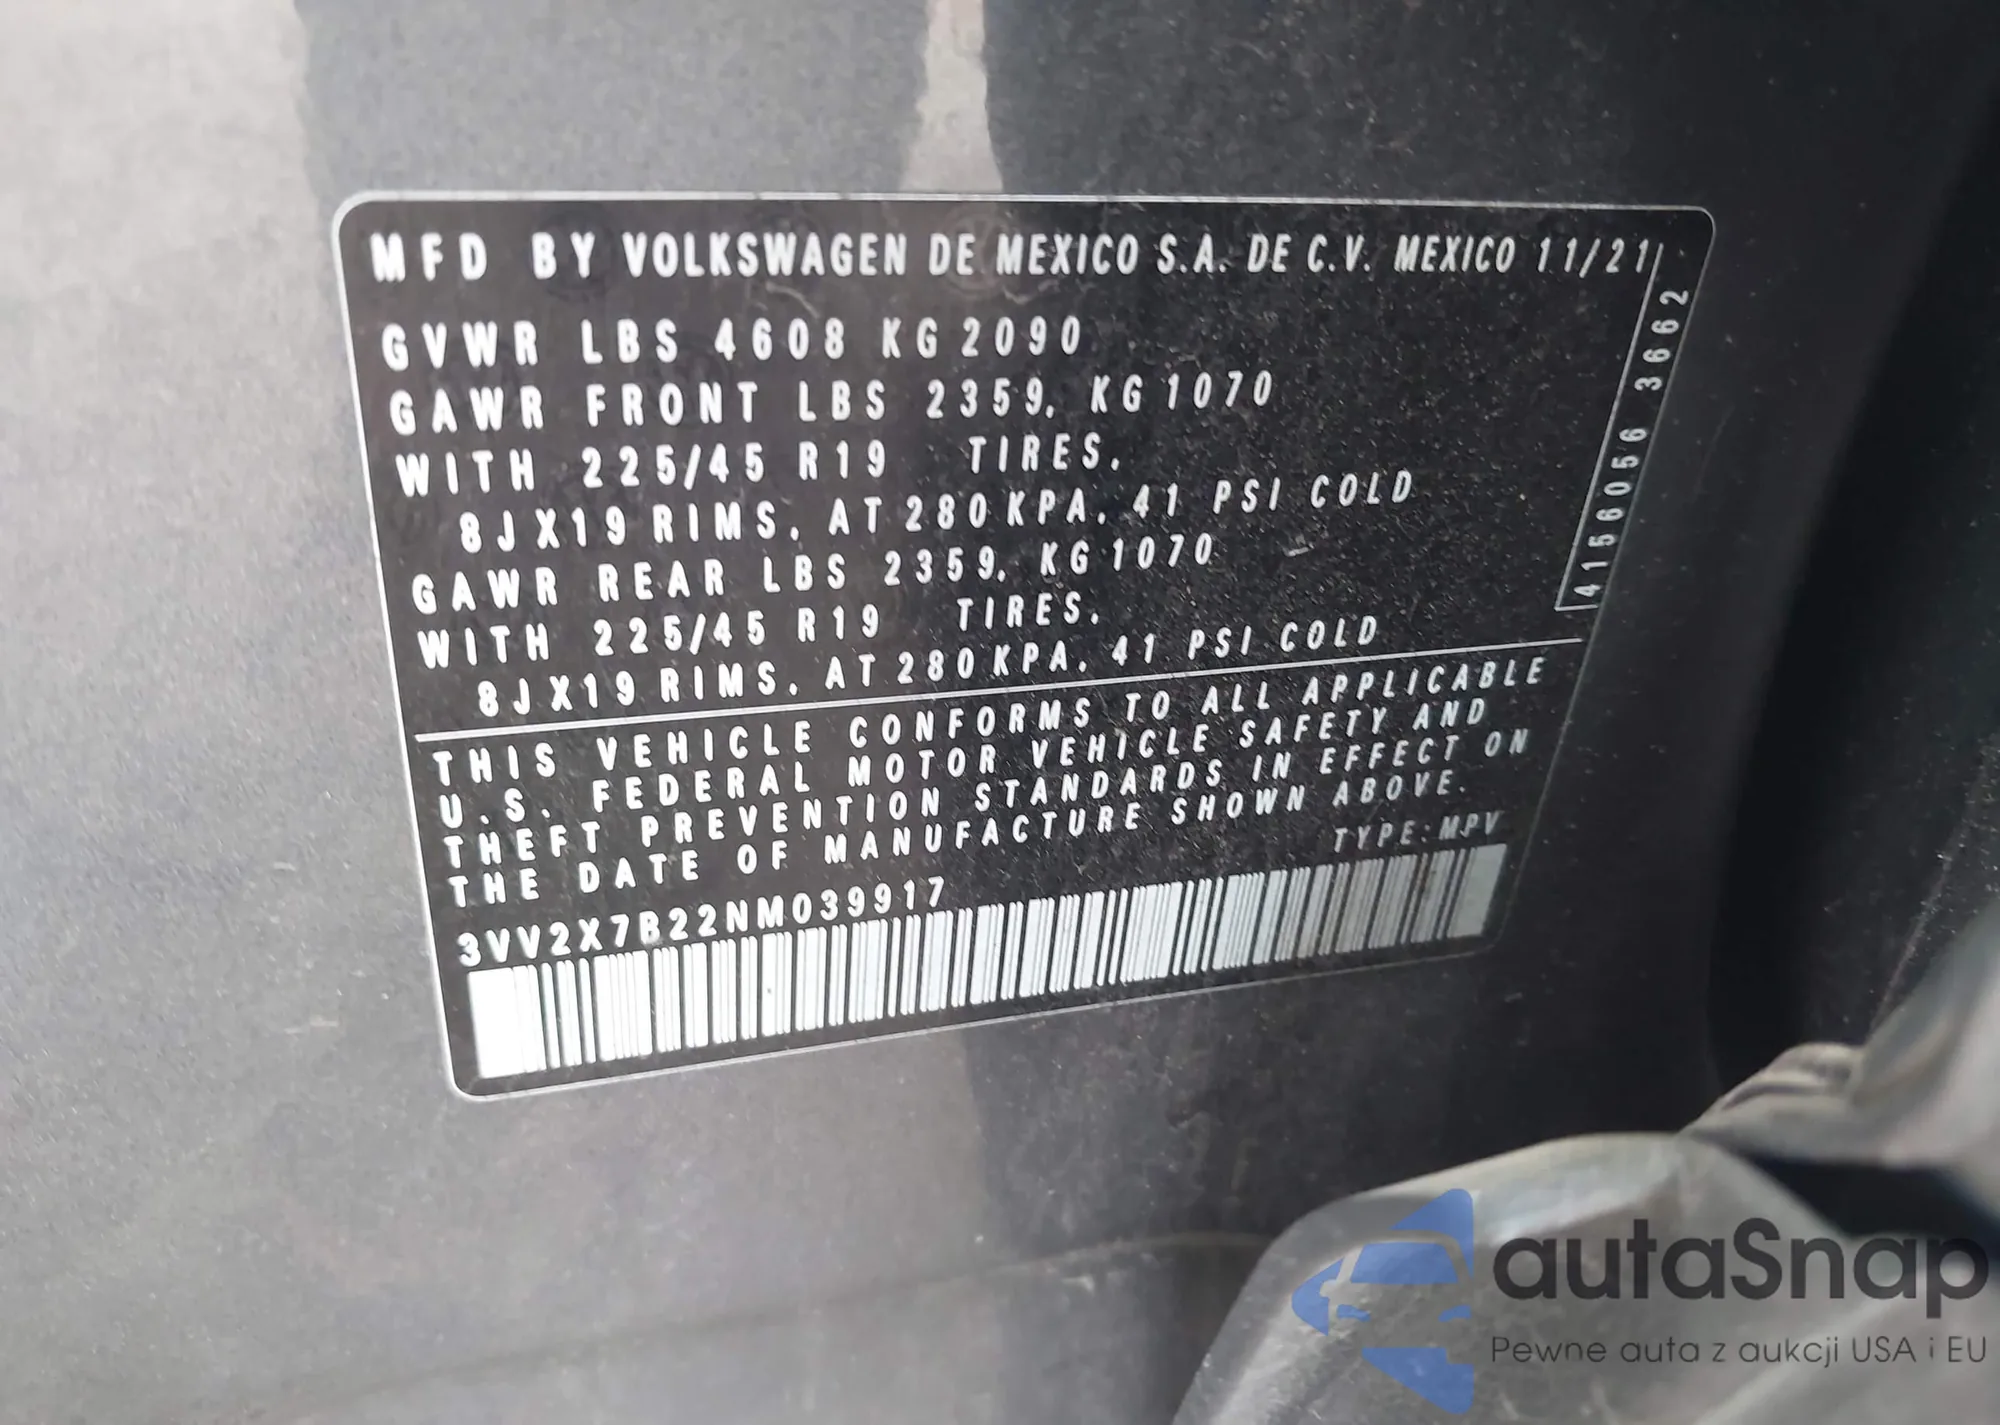 MFD BY VOLKSWAGEN DE MEXICO S.A. DE C.V. MEXICO 11/21
GVWR LBS 4608 KG 2090
GAWR FRONT LBS 2359, KG 1070
WITH 225/45 R19 TIRES,
8JX19 RIMS, AT 280 KPA, 41 PSI COLD
GAWR REAR LBS 2359, KG 1070
WITH 225/45 R19 TIRES,
8JX19 RIMS, AT 280 KPA, 41 PSI COLD
4156056 3662
THIS VEHICLE CONFORMS TO ALL APPLICABLE
U.S. FEDERAL MOTOR VEHICLE SAFETY AND
THEFT PREVENTION STANDARDS IN EFFECT ON
THE DATE OF MANUFACTURE SHOWN ABOVE.
3VV2X7B22NM039917 TYPE:MPV
autaSnap
Pewne auta z aukcji USA i EU